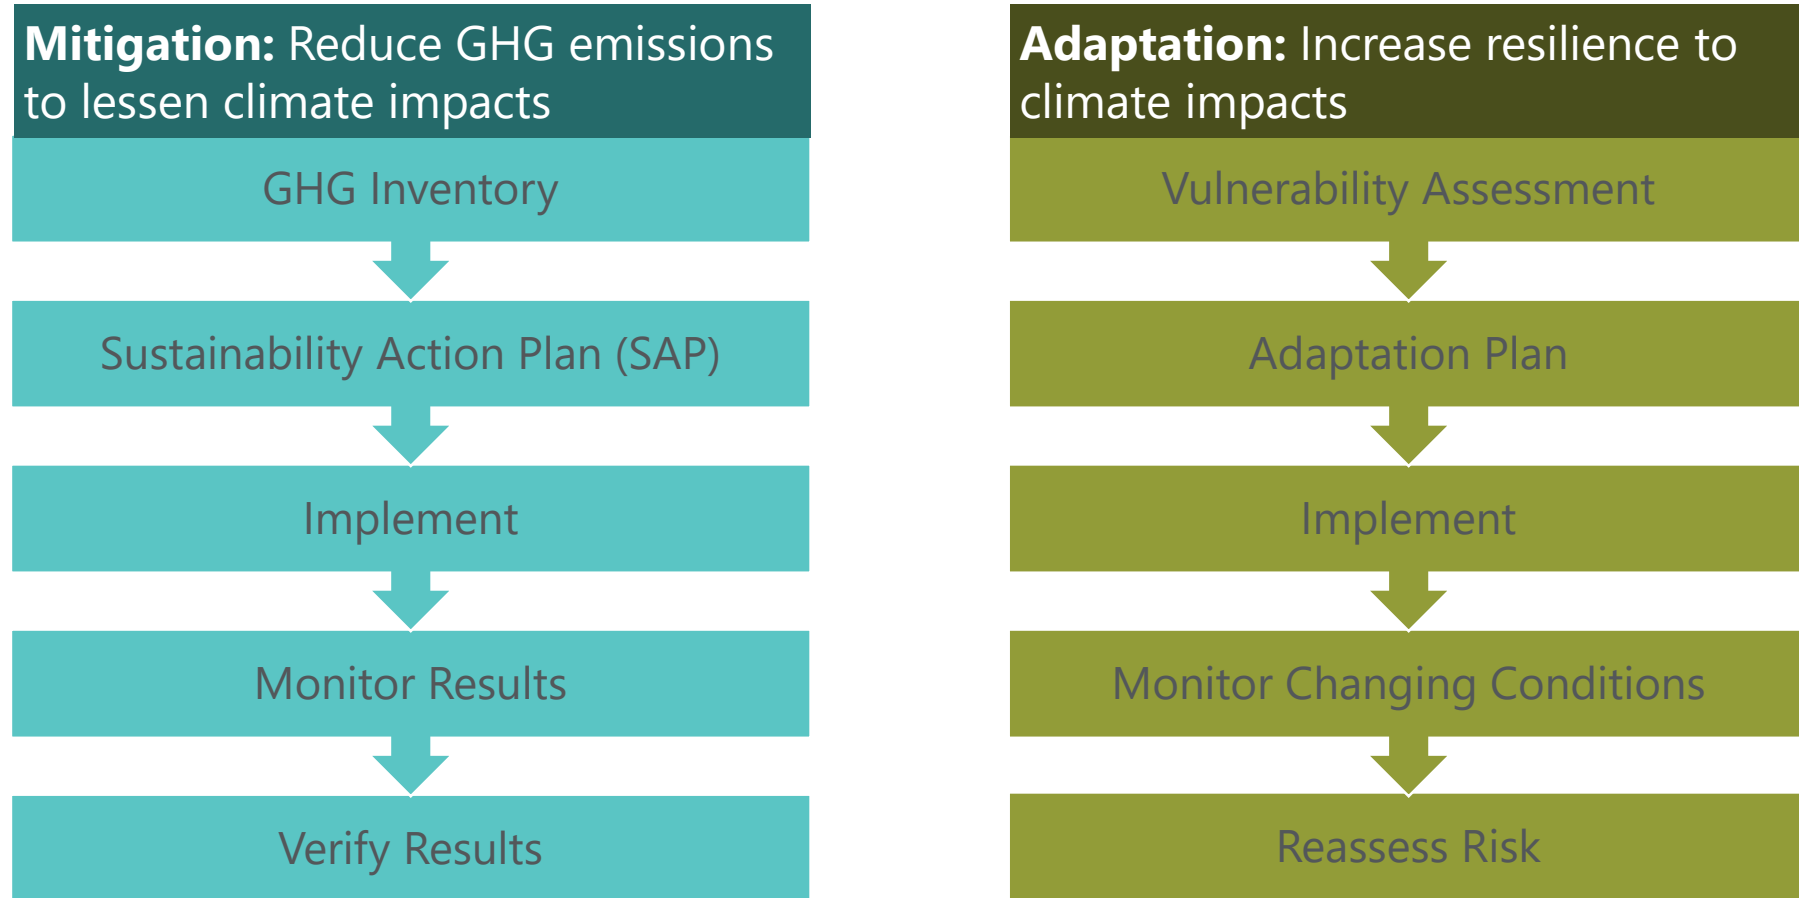 Mitigation: Reduce GHG emissions
to lessen climate impacts
GHG Inventory
Sustainability Action Plan (SAP)
Implement
Monitor Results
Verify Results
Adaptation: Increase resilience to
climate impacts
Vulnerability Assessment
Adaptation Plan
Implement
Monitor Changing Conditions
Reassess Risk